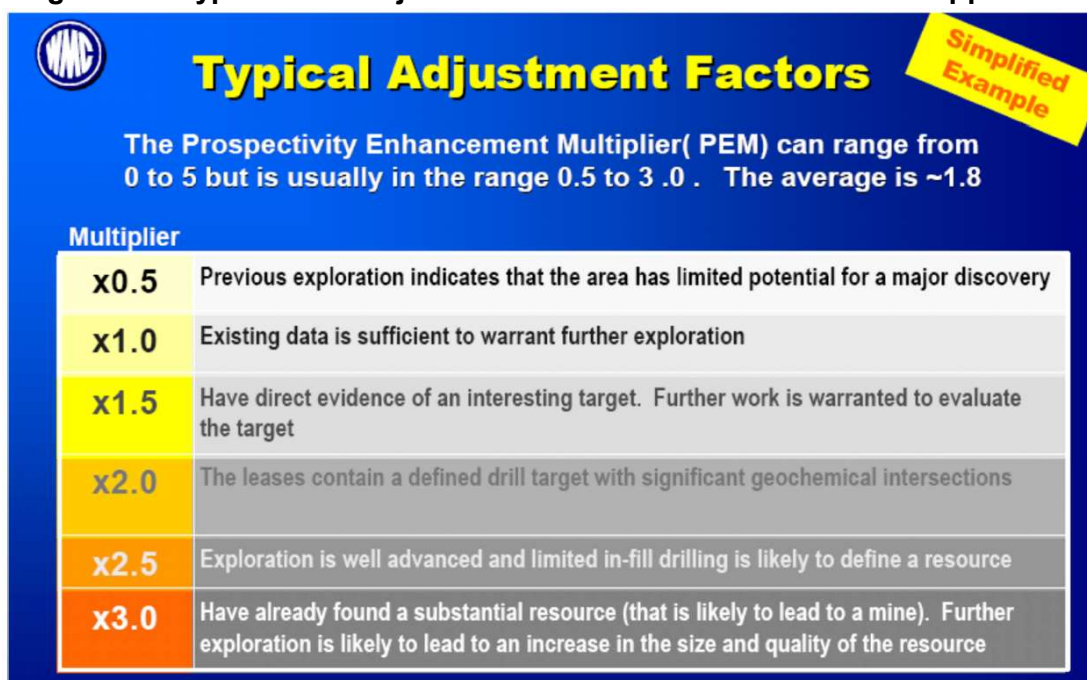 WMC
Typical Adjustment Factors
Simplified
Example
The Prospectivity Enhancement Multiplier( PEM) can range from
0 to 5 but is usually in the range 0.5 to 3 .0 .   The average is ~1.8
Multiplier
x0.5 Previous exploration indicates that the area has limited potential for a major discovery
x1.0 Existing data is sufficient to warrant further exploration
x1.5 Have direct evidence of an interesting target.  Further work is warranted to evaluate
the target
x2.0 The leases contain a defined drill target with significant geochemical intersections
x2.5 Exploration is well advanced and limited in-fill drilling is likely to define a resource
x3.0 Have already found a substantial resource (that is likely to lead to a mine).  Further
exploration is likely to lead to an increase in the size and quality of the resource